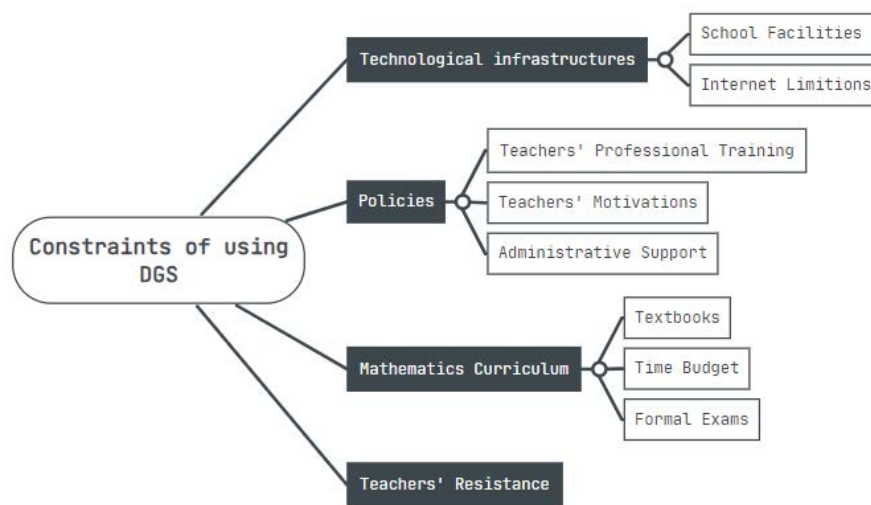 School Facilities
Technological infrastructures
Internet Limitions
Teachers' Professional Training
Policies
Teachers' Motivations
Administrative Support
Constraints of using
DGS
Textbooks
Mathematics Curriculum
Time Budget
Formal Exams
Teachers' Resistance